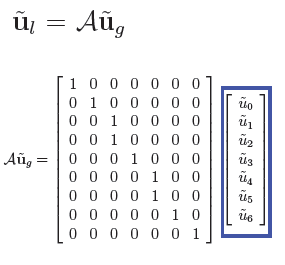 ũ_l = 𝒜ũ_g
1 0 0 0 0 0 0
0 1 0 0 0 0 0 ũ_0
0 0 1 0 0 0 0 ũ_1
0 0 1 0 0 0 0 ũ_2
𝒜ũ_g = 0 0 0 1 0 0 0 ũ_3
0 0 0 0 1 0 0 ũ_4
0 0 0 0 1 0 0 ũ_5
0 0 0 0 0 1 0 ũ_6
0 0 0 0 0 0 1